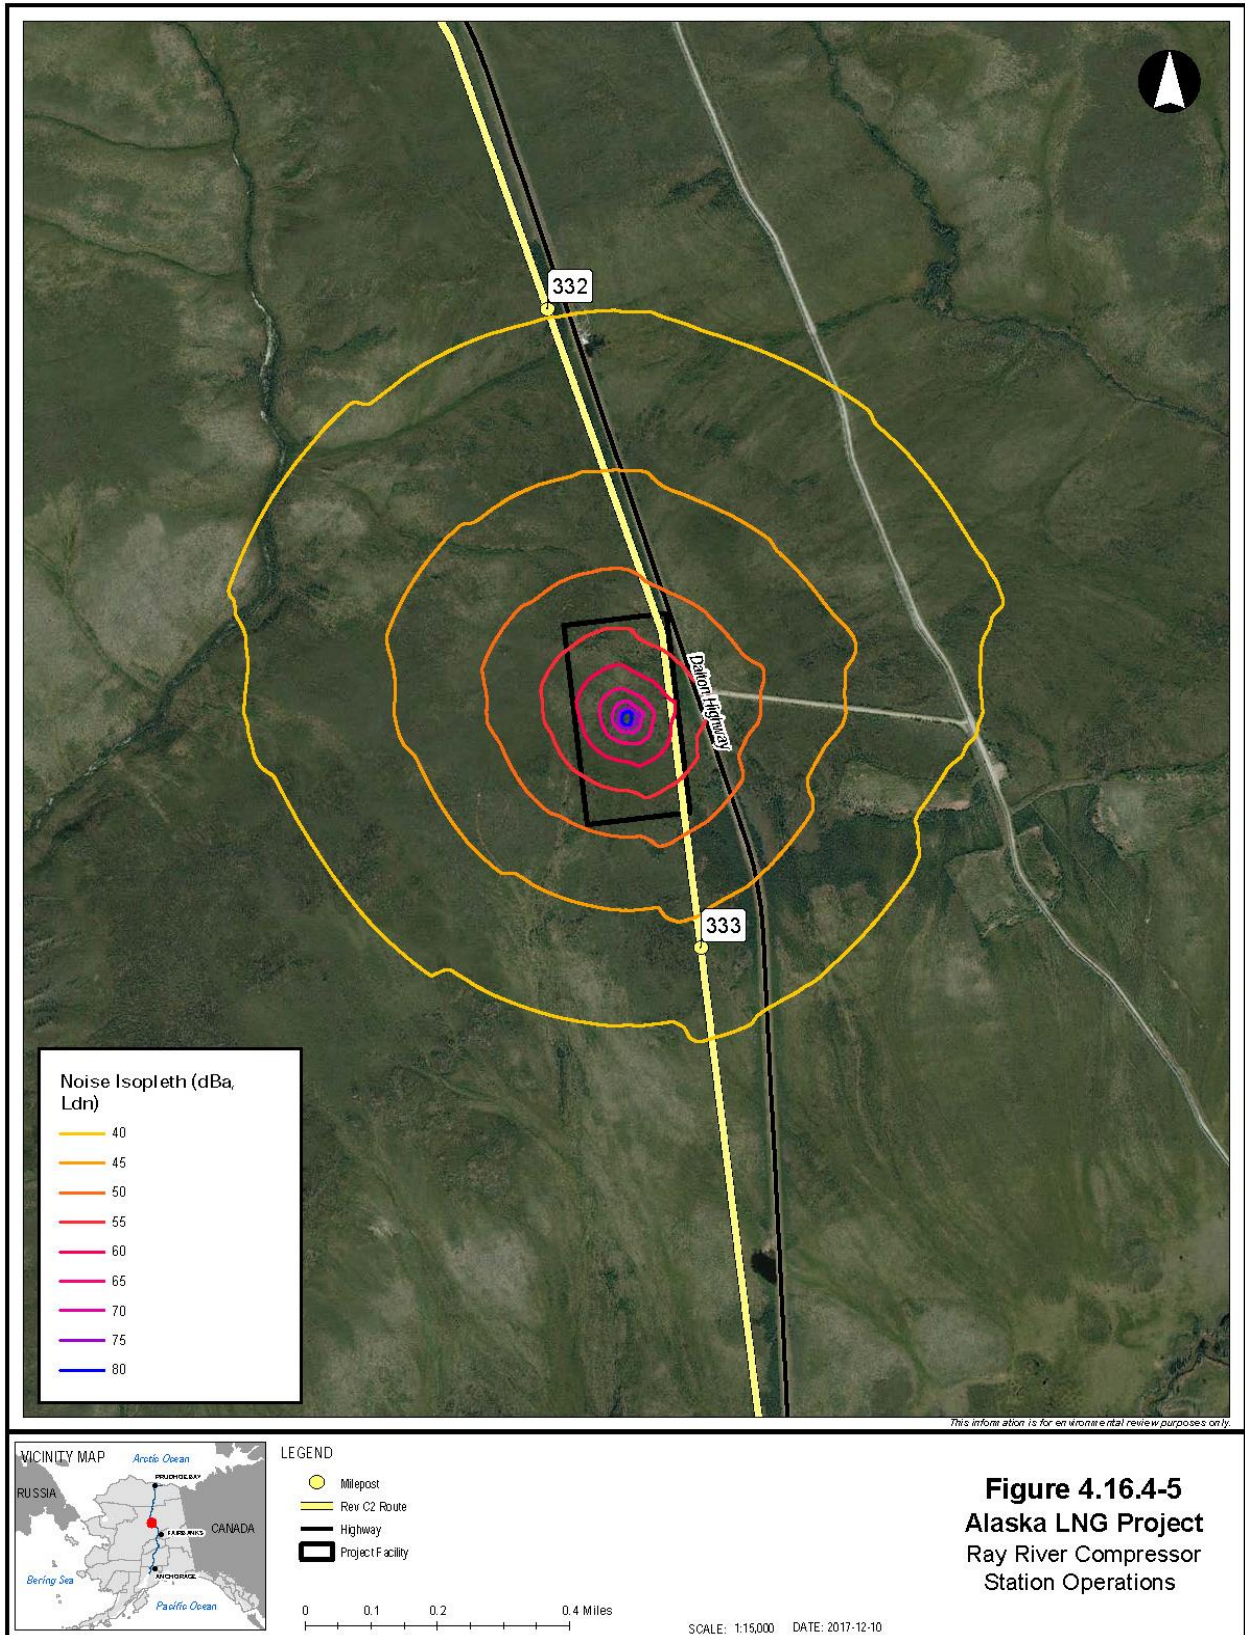 332
Dalton Highway
333
Noise Isopleth (dBa,
Ldn)
40
45
50
55
60
65
70
75
80
This information is for environmental review purposes only.
VICINITY MAP
Arctic Ocean
PRUDHOE BAY
RUSSIA
FAIRBANKS
CANADA
ANCHORAGE
Bering Sea
Pacific Ocean
LEGEND
Milepost
Rev C2 Route
Highway
Project Facility
0 0.1 0.2 0.4 Miles
SCALE: 1:15,000 DATE: 2017-12-10
Figure 4.16.4-5
Alaska LNG Project
Ray River Compressor
Station Operations